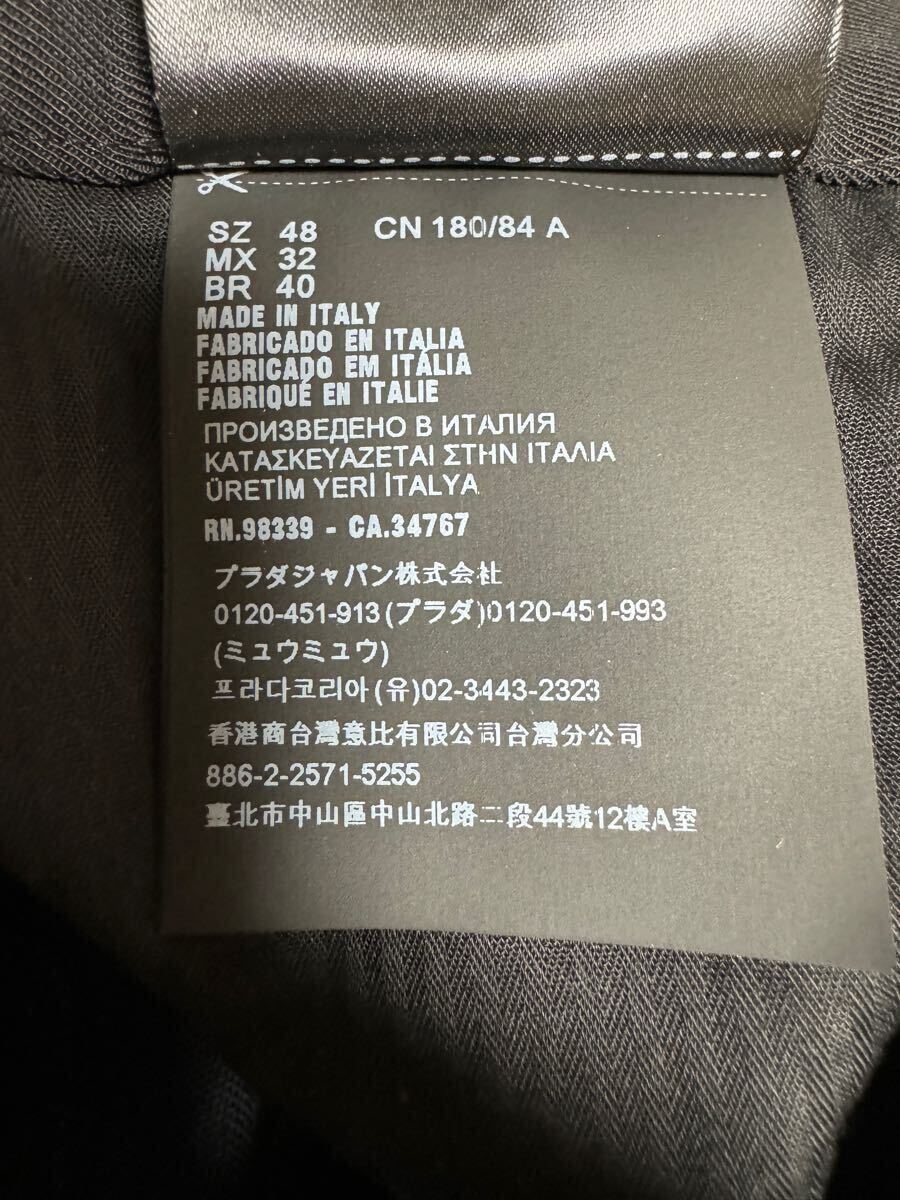 SZ 48 CN 180/84 A
MX 32
BR 40
MADE IN ITALY
FABRICADO EN ITALIA
FABRICADO EM ITÁLIA
FABRIQUÉ EN ITALIE
ПРОИЗВЕДЕНО В ИТАЛИЯ
ΚΑΤΑΣΚΕΥΑΖΕΤΑΙ ΣΤΗΝ ΙΤΑΛΙΑ
ÜRETİM YERİ İTALYA
RN.98339 - CA.34767
プラダジャパン株式会社
0120-451-913(プラダ)0120-451-993
(ミュウミュウ)
프라다코리아(유)02-3443-2323
香港商台灣意比有限公司台灣分公司
886-2-2571-5255
臺北市中山區中山北路二段44號12樓A室